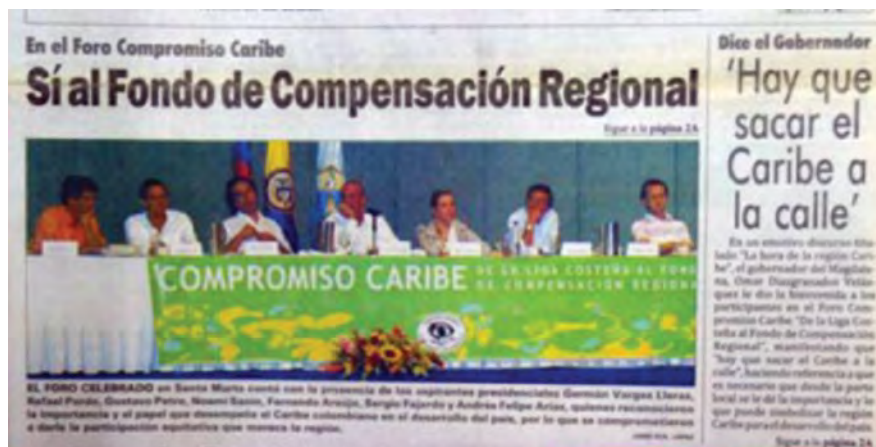 En el Foro Compromiso Caribe
Sí al Fondo de Compensación Regional
Sigue a la página 2A
COMPROMISO CARIBE DE LA LIGA COSTEÑA AL FONDO
DE COMPENSACIÓN REGIONAL
EL FORO CELEBRADO en Santa Marta contó con la presencia de los aspirantes presidenciales Germán Vargas Lleras,
Rafael Pardo, Gustavo Petro, Noemí Sanín, Fernando Araújo, Sergio Fajardo y Andrés Felipe Arias, quienes reconocieron
la importancia y el papel que desempeña el Caribe colombiano en el desarrollo del país, por lo que se comprometieron
a darle la participación equitativa que merece la región.
Dice el Gobernador
'Hay que
sacar el
Caribe a
la calle'
En un emotivo discurso titu-
lado "La hora de la región Cari-
be", el gobernador del Magdale-
na, Omar Diazgranados Velás-
quez le dio la bienvenida a los
participantes en el Foro Com-
promiso Caribe: "De la Liga Cos-
teña al Fondo de Compensación
Regional", manifestando que
"hay que sacar el Caribe a la
calle", haciendo referencia a que
es necesario que desde la parte
local se le dé la importancia y lo
que puede simbolizar la región
Caribe para el desarrollo del país.
Sigue a la página 2A